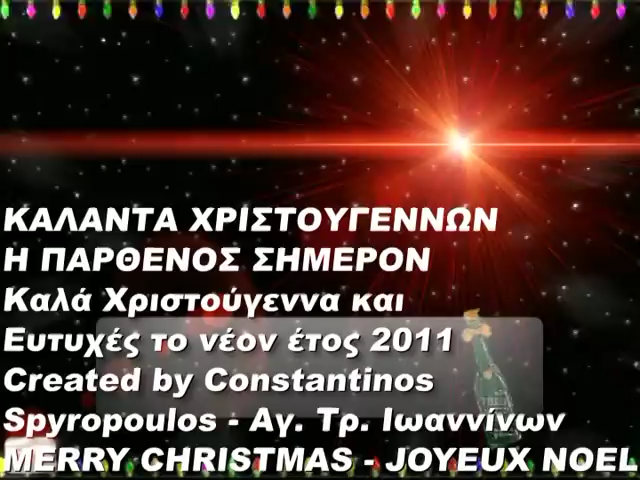 ΚΑΛΑΝΤΑ ΧΡΙΣΤΟΥΓΕΝΝΩΝ
Η ΠΑΡΘΕΝΟΣ ΣΗΜΕΡΟΝ
Καλά Χριστούγεννα και
Ευτυχές το νέον έτος 2011
Created by Constantinos
Spyropoulos - Αγ. Τρ. Ιωαννίνων
MERRY CHRISTMAS - JOYEUX NOEL